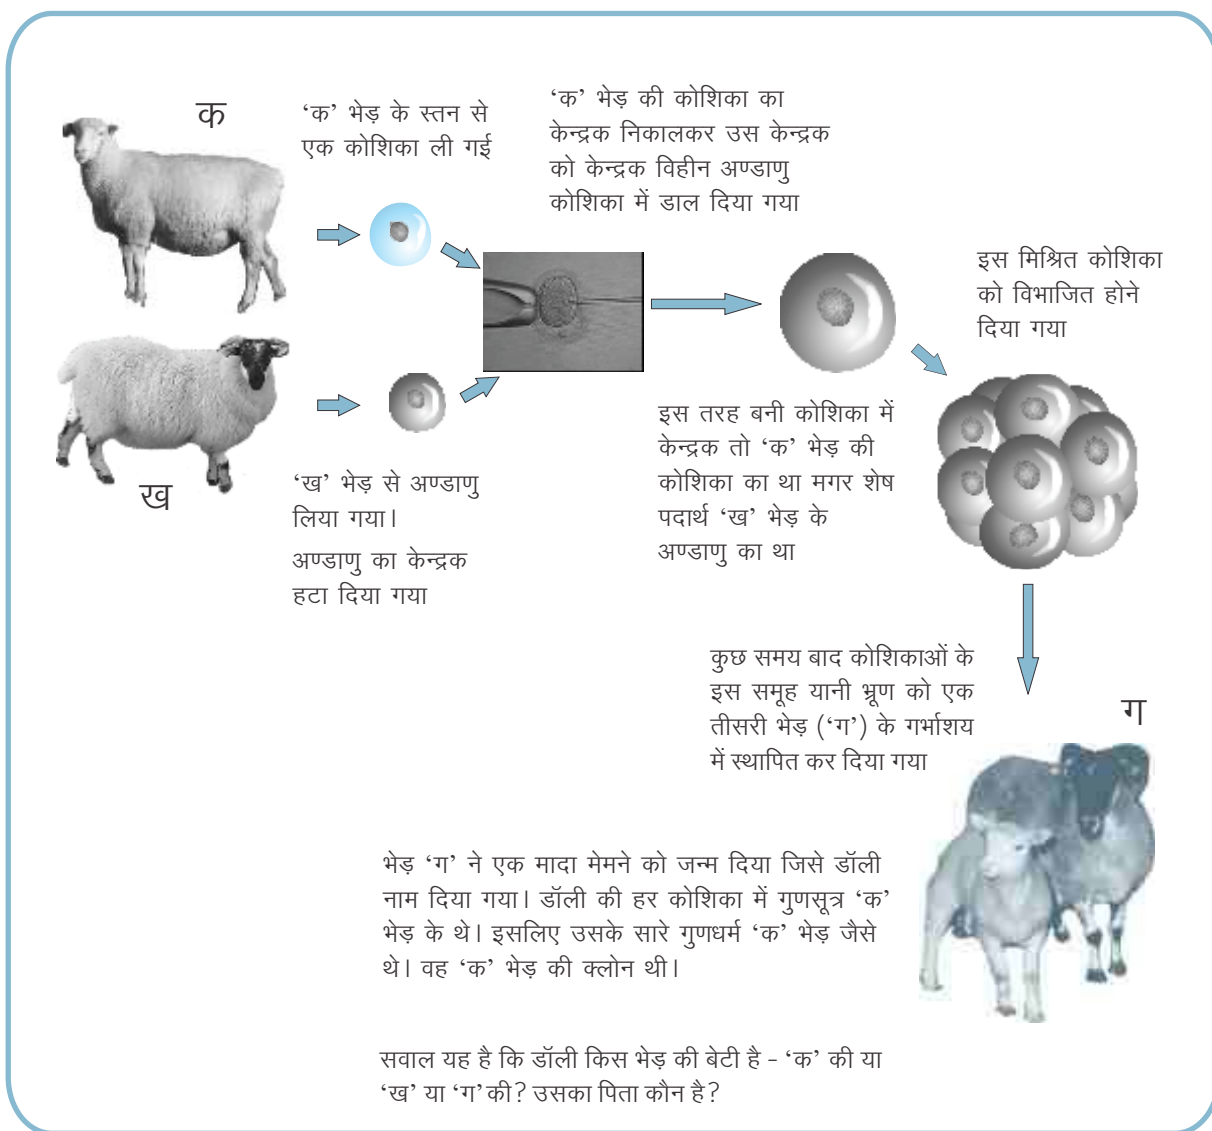 क
'क' भेड़ के स्तन से
एक कोशिका ली गई
'क' भेड़ की कोशिका का
केन्द्रक निकालकर उस केन्द्रक
को केन्द्रक विहीन अण्डाणु
कोशिका में डाल दिया गया
इस मिश्रित कोशिका
को विभाजित होने
दिया गया
ख
'ख' भेड़ से अण्डाणु
लिया गया।
अण्डाणु का केन्द्रक
हटा दिया गया
इस तरह बनी कोशिका में
केन्द्रक तो 'क' भेड़ की
कोशिका का था मगर शेष
पदार्थ 'ख' भेड़ के
अण्डाणु का था
कुछ समय बाद कोशिकाओं के
इस समूह यानी भ्रूण को एक
तीसरी भेड़ ('ग') के गर्भाशय
में स्थापित कर दिया गया
ग
भेड़ 'ग' ने एक मादा मेमने को जन्म दिया जिसे डॉली
नाम दिया गया। डॉली की हर कोशिका में गुणसूत्र 'क'
भेड़ के थे। इसलिए उसके सारे गुणधर्म 'क' भेड़ जैसे
थे। वह 'क' भेड़ की क्लोन थी।
सवाल यह है कि डॉली किस भेड़ की बेटी है - 'क' की या
'ख' या 'ग' की? उसका पिता कौन है?